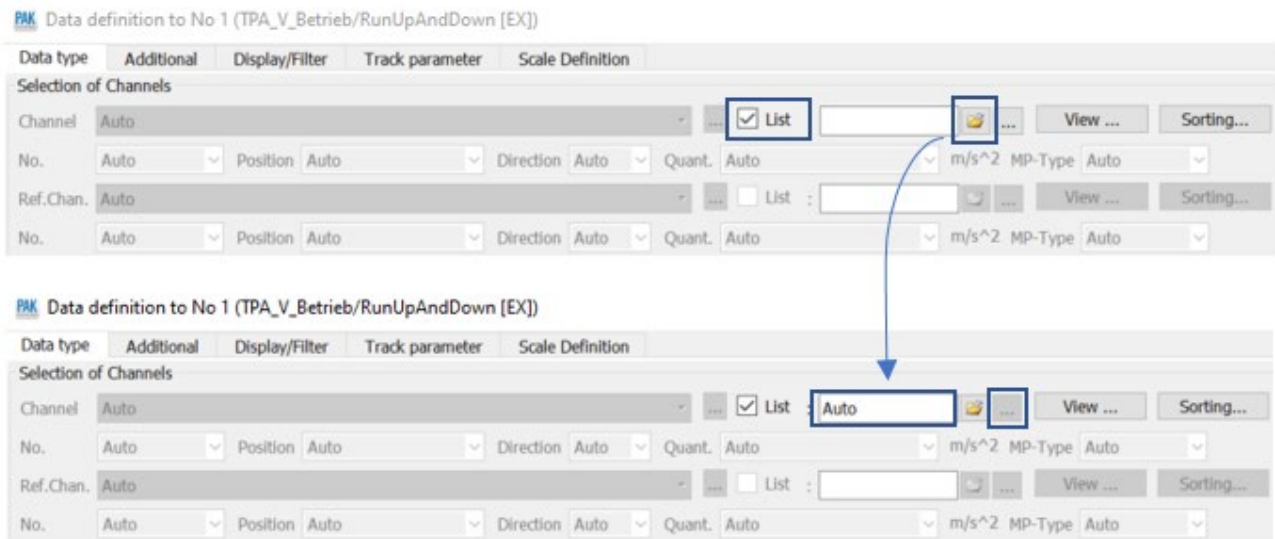 PAK Data definition to No 1 (TPA_V_Betrieb/RunUpAndDown [EX])
Data type Additional Display/Filter Track parameter Scale Definition
Selection of Channels
Channel Auto ... List ... View ... Sorting...
No. Auto Position Auto Direction Auto Quant. Auto m/s^2 MP-Type Auto
Ref.Chan. Auto ... List : ... View ... Sorting...
No. Auto Position Auto Direction Auto Quant. Auto m/s^2 MP-Type Auto
PAK Data definition to No 1 (TPA_V_Betrieb/RunUpAndDown [EX])
Data type Additional Display/Filter Track parameter Scale Definition
Selection of Channels
Channel Auto ... List : Auto ... View ... Sorting...
No. Auto Position Auto Direction Auto Quant. Auto m/s^2 MP-Type Auto
Ref.Chan. Auto ... List : ... View ... Sorting...
No. Auto Position Auto Direction Auto Quant. Auto m/s^2 MP-Type Auto